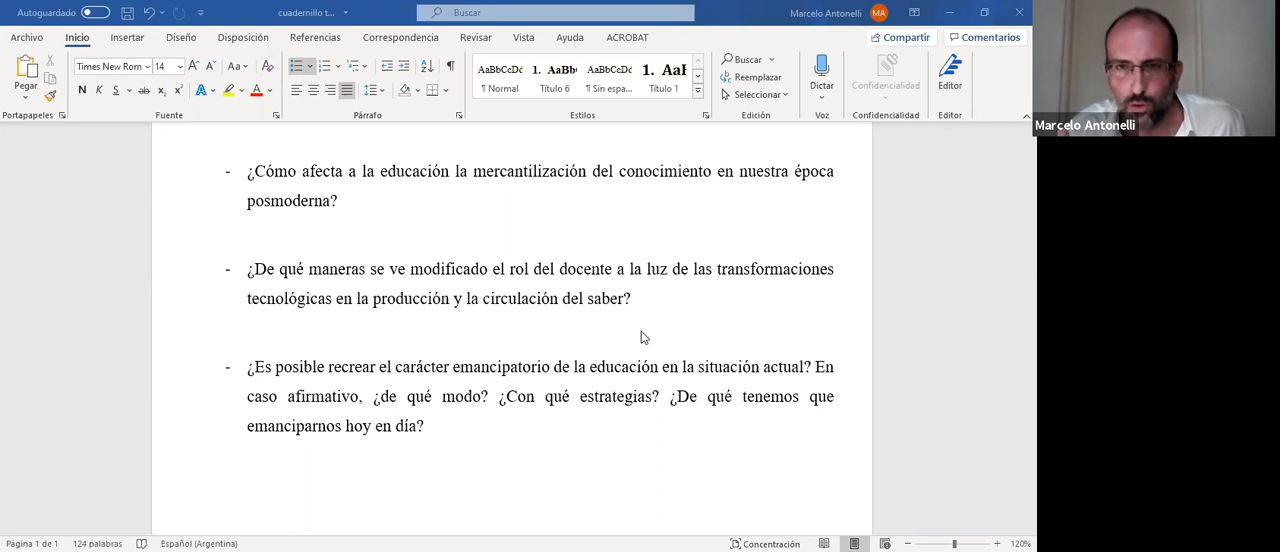 Autoguardado
cuadernillo t...
Buscar
Marcelo Antonelli
MA
Archivo Inicio Insertar Diseño Disposición Referencias Correspondencia Revisar Vista Ayuda ACROBAT
Compartir
Comentarios
Times New Rom 14
Aa
Pegar
N K S ab x₂ x² A A
AaBbCcDc 1. AaBb AaBbCcDd 1. AaI
¶ Normal Título 6 ¶ Sin espa... Título 1
Buscar
Reemplazar
Seleccionar
Dictar
Confidencialidad
Editor
Portapapeles Fuente Párrafo Estilos Edición Voz Confidencialidad Editor
Marcelo Antonelli
- ¿Cómo afecta a la educación la mercantilización del conocimiento en nuestra época
posmoderna?
- ¿De qué maneras se ve modificado el rol del docente a la luz de las transformaciones
tecnológicas en la producción y la circulación del saber?
- ¿Es posible recrear el carácter emancipatorio de la educación en la situación actual? En
caso afirmativo, ¿de qué modo? ¿Con qué estrategias? ¿De qué tenemos que
emanciparnos hoy en día?
Página 1 de 1 124 palabras Español (Argentina) Concentración 120%